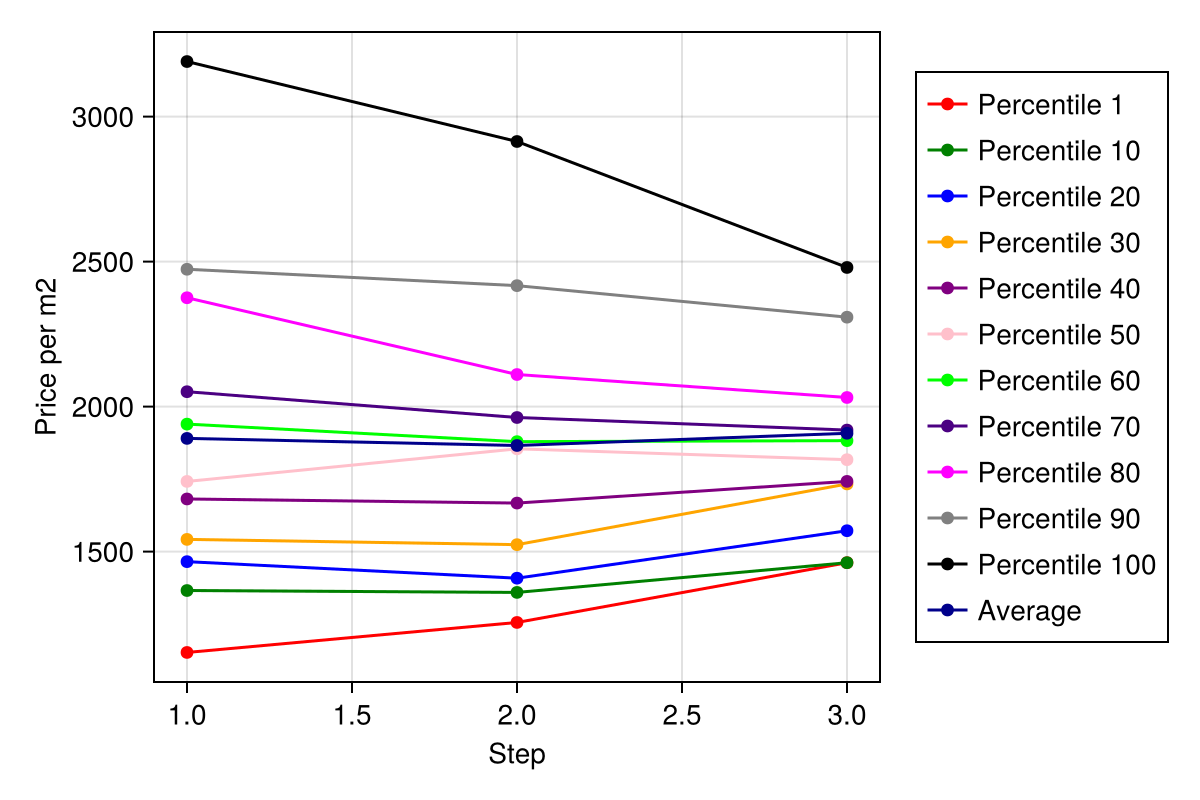 3000
2500
2000
1500
Price per m2
1.0 1.5 2.0 2.5 3.0
Step
Percentile 1
Percentile 10
Percentile 20
Percentile 30
Percentile 40
Percentile 50
Percentile 60
Percentile 70
Percentile 80
Percentile 90
Percentile 100
Average